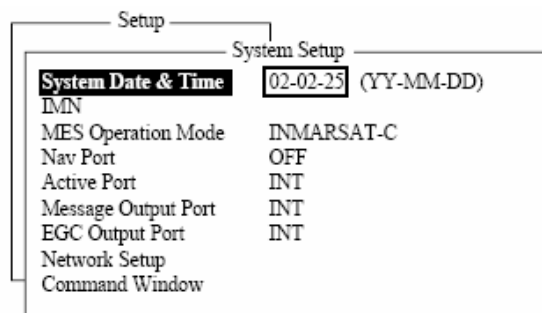 Setup
System Setup
System Date & Time 02-02-25 (YY-MM-DD)
IMN
MES Operation Mode INMARSAT-C
Nav Port OFF
Active Port INT
Message Output Port INT
EGC Output Port INT
Network Setup
Command Window